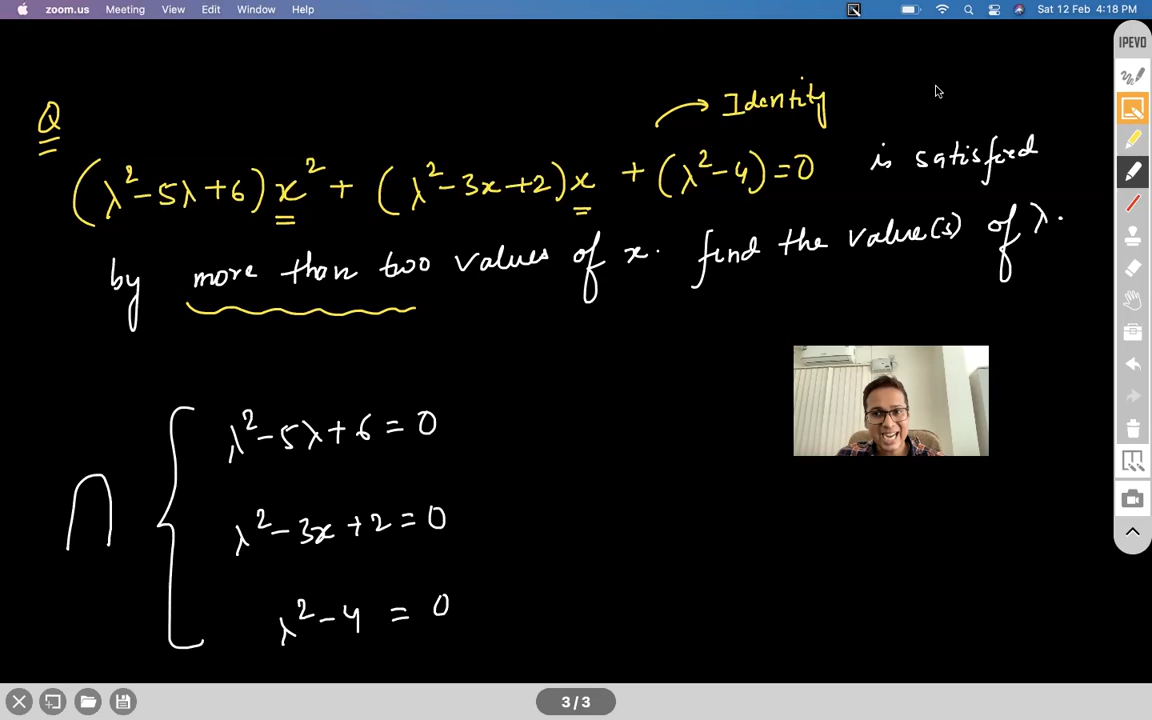 zoom.us Meeting View Edit Window Help Sat 12 Feb 4:18 PM
IPEVO
Identity
Q
(λ²-5λ+6)x² + (λ²-3x+2)x + (λ²-4)=0 is satisfied
by more than two values of x. find the value(s) of λ.
λ²-5λ+6=0
∩ { λ²-3x+2=0
λ²-4=0
3/3